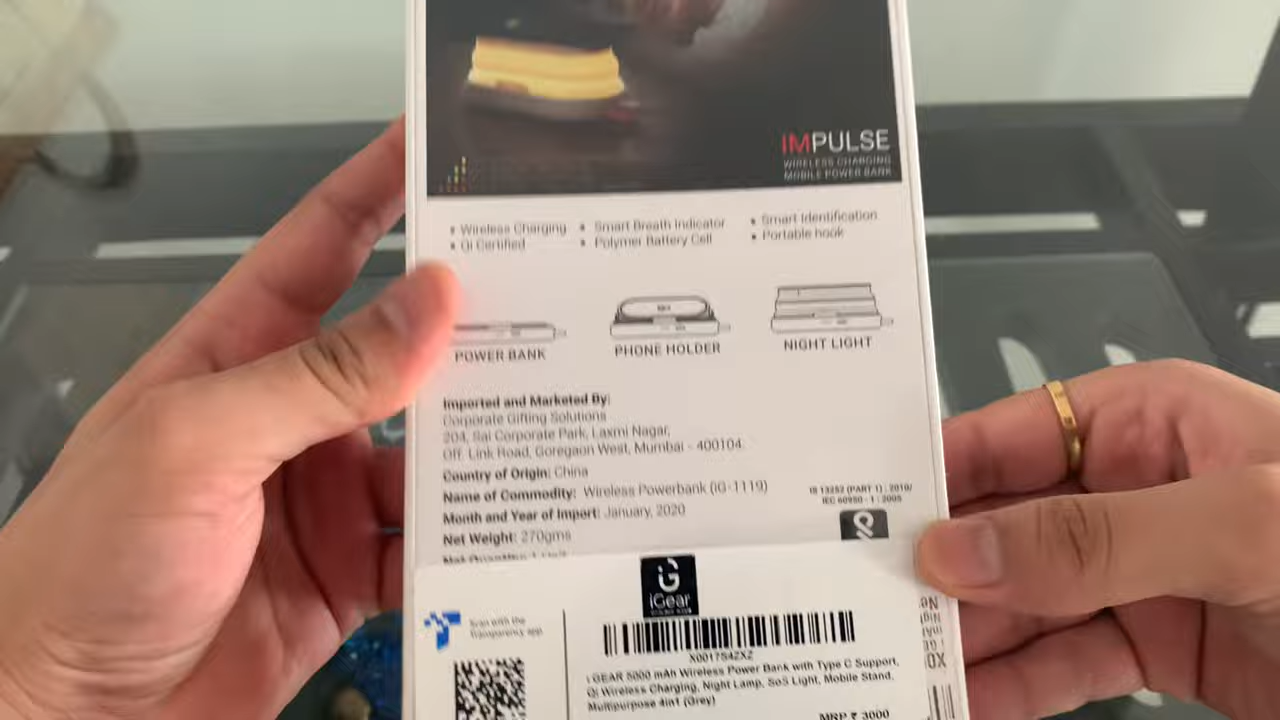 IMPULSE
WIRELESS CHARGING
MOBILE POWER BANK
• Wireless Charging • Smart Breath Indicator • Smart Identification
• Qi Certified • Polymer Battery Cell • Portable hook
POWER BANK PHONE HOLDER NIGHT LIGHT
Imported and Marketed By:
Corporate Gifting Solutions
204, Sai Corporate Park, Laxmi Nagar,
Off. Link Road, Goregaon West, Mumbai - 400104.
Country of Origin: China
Name of Commodity: Wireless Powerbank (IG-1119)
Month and Year of Import: January, 2020
Net Weight: 270gms
IS 13252 (PART 1) : 2010/
IEC 60950 - 1 : 2005
iG
iGear
Scan with the
Transparency app
X0017S4ZXZ
iGEAR 5000 mAh Wireless Power Bank with Type C Support,
Qi Wireless Charging, Night Lamp, SoS Light, Mobile Stand,
Multipurpose 4in1 (Grey)
MRP ₹ 3000